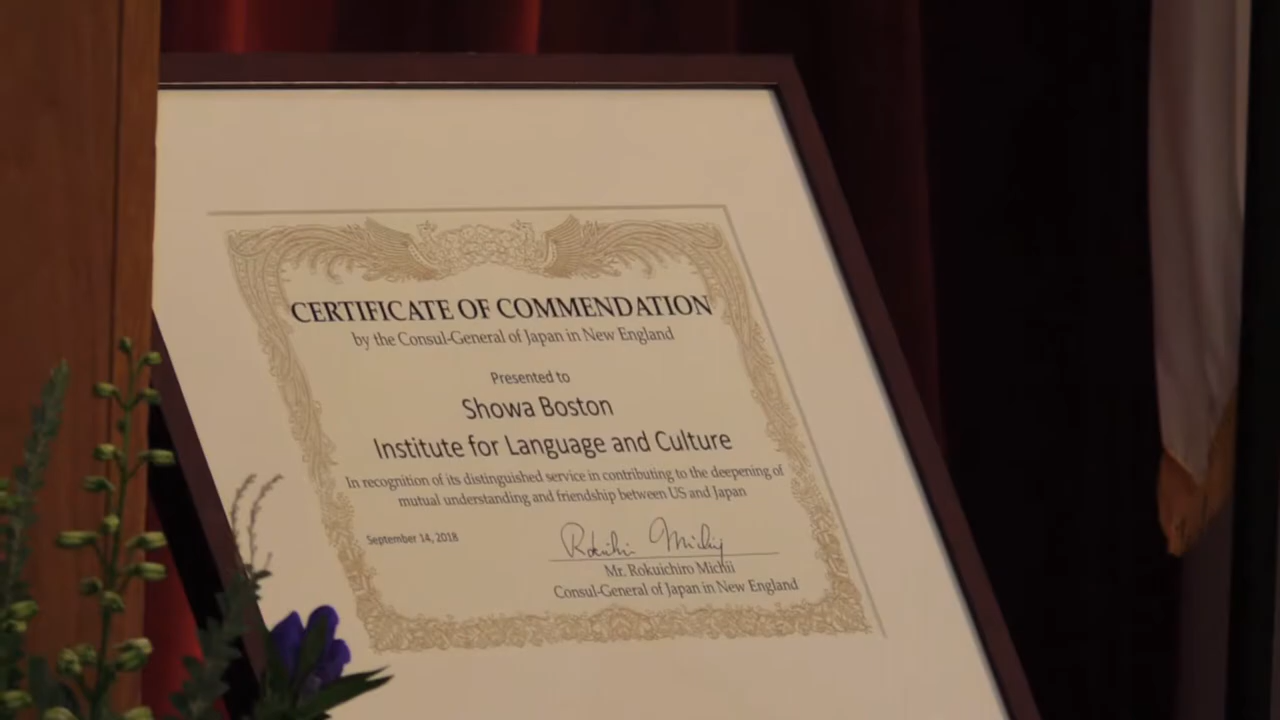 CERTIFICATE OF COMMENDATION
by the Consul-General of Japan in New England
Presented to
Showa Boston
Institute for Language and Culture
In recognition of its distinguished service in contributing to the deepening of
mutual understanding and friendship between US and Japan
September 14, 2018
Rokuichiro Michii
Mr. Rokuichiro Michii
Consul-General of Japan in New England